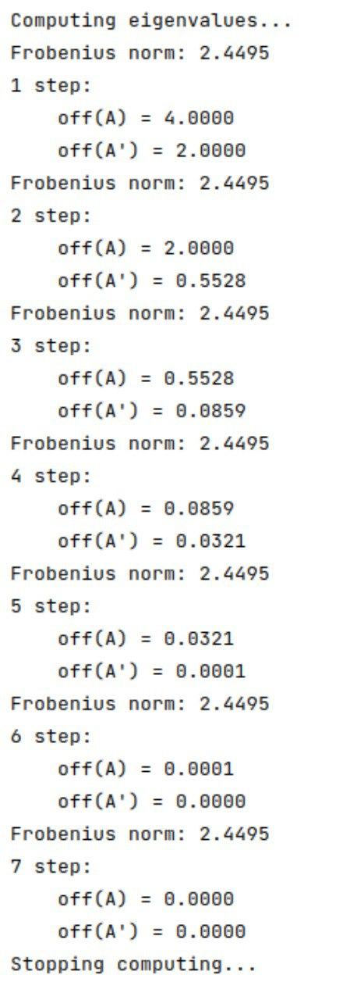 Computing eigenvalues...
Frobenius norm: 2.4495
1 step:
    off(A) = 4.0000
    off(A') = 2.0000
Frobenius norm: 2.4495
2 step:
    off(A) = 2.0000
    off(A') = 0.5528
Frobenius norm: 2.4495
3 step:
    off(A) = 0.5528
    off(A') = 0.0859
Frobenius norm: 2.4495
4 step:
    off(A) = 0.0859
    off(A') = 0.0321
Frobenius norm: 2.4495
5 step:
    off(A) = 0.0321
    off(A') = 0.0001
Frobenius norm: 2.4495
6 step:
    off(A) = 0.0001
    off(A') = 0.0000
Frobenius norm: 2.4495
7 step:
    off(A) = 0.0000
    off(A') = 0.0000
Stopping computing...